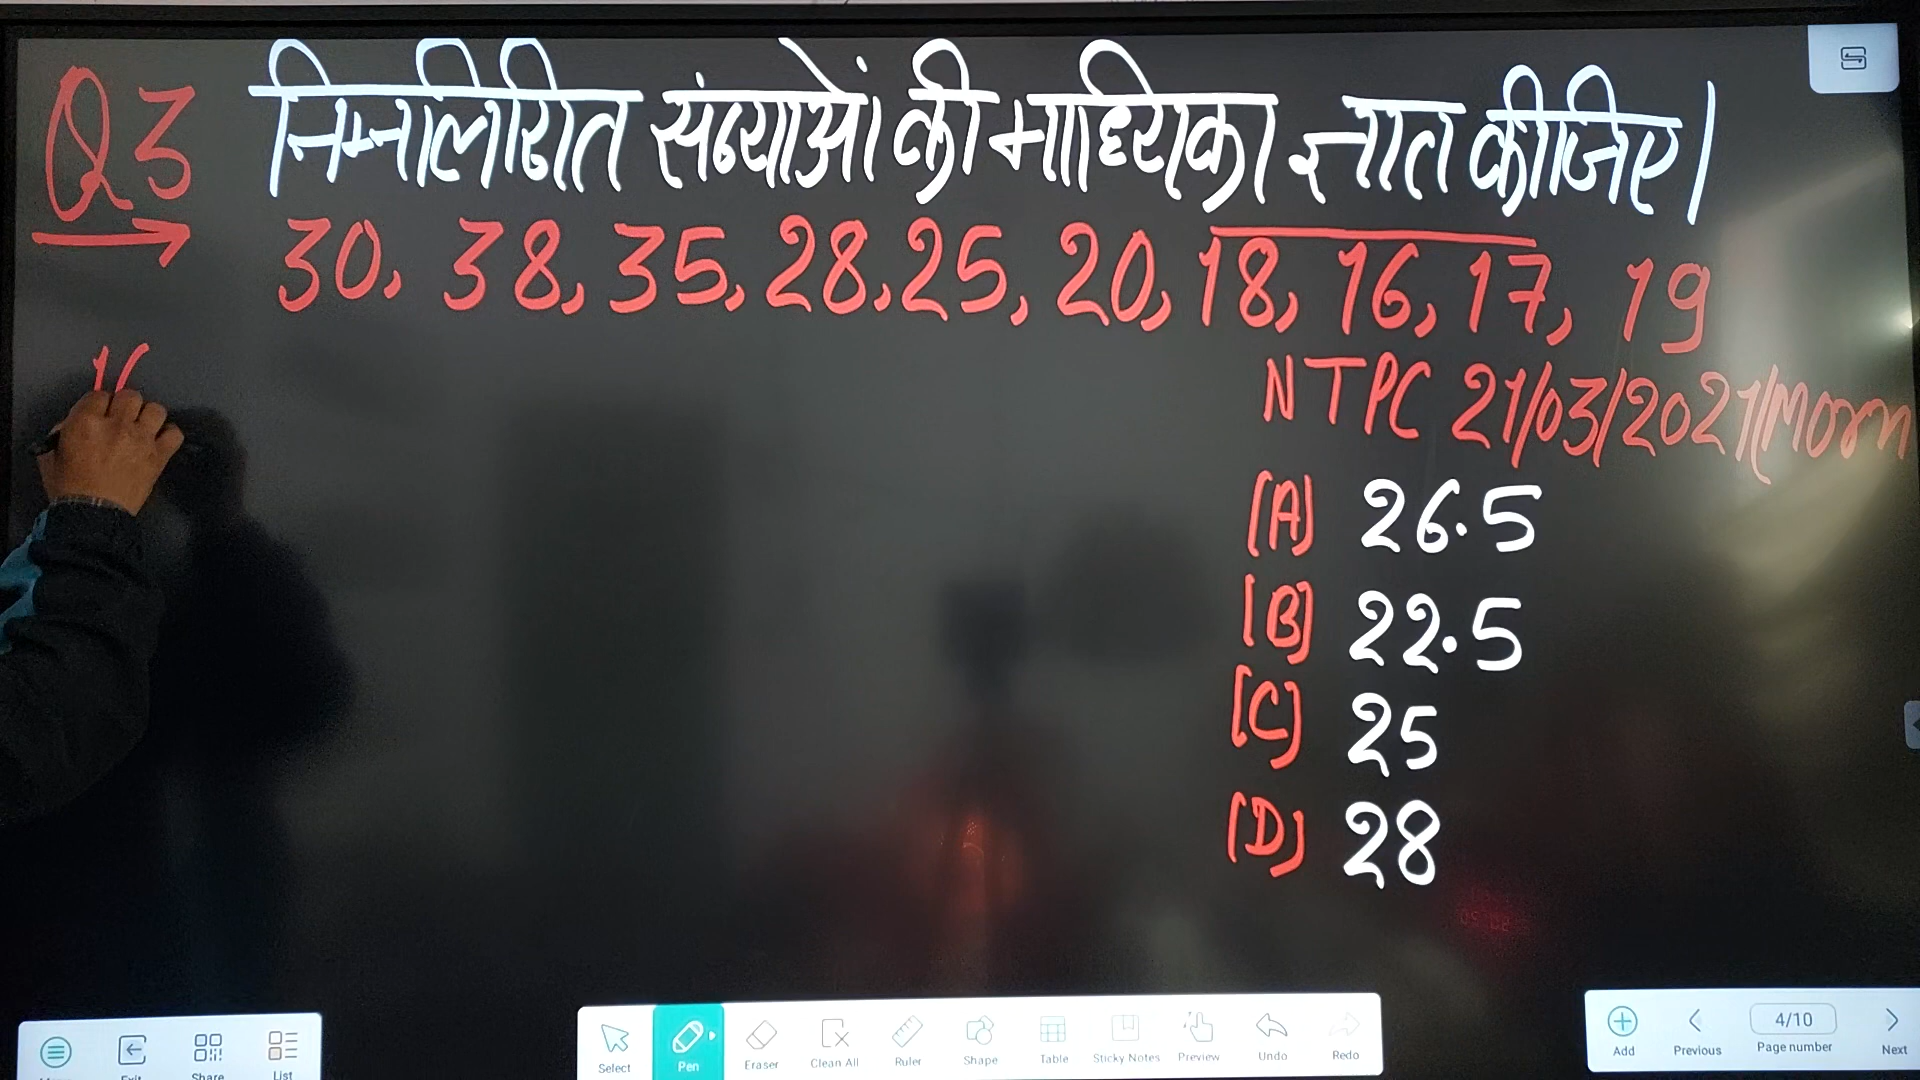 Q3 निम्नलिखित संख्याओं की माध्यिका ज्ञात कीजिए।
30, 38, 35, 28, 25, 20, 18, 16, 17, 19
16
NTPC 21/03/2021/Morn
(A) 26.5
(B) 22.5
(C) 25
(D) 28
Exit Share List
Select Pen Eraser Clean All Ruler Shape Table Sticky Notes Preview Undo Redo
Add Previous 4/10 Page number Next